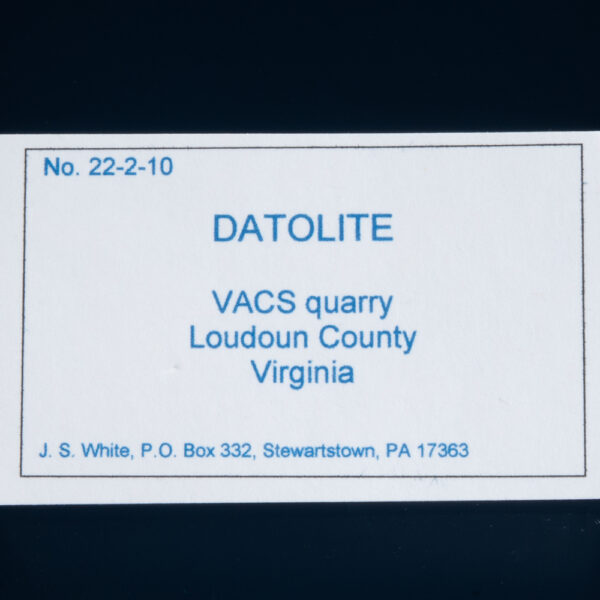 No. 22-2-10
DATOLITE
VACS quarry
Loudoun County
Virginia
J. S. White, P.O. Box 332, Stewartstown, PA 17363